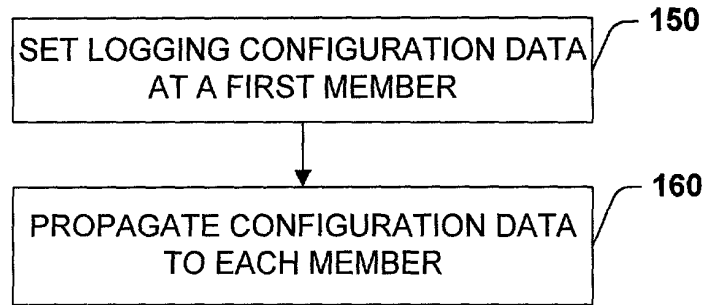 150
SET LOGGING CONFIGURATION DATA
AT A FIRST MEMBER
160
PROPAGATE CONFIGURATION DATA
TO EACH MEMBER